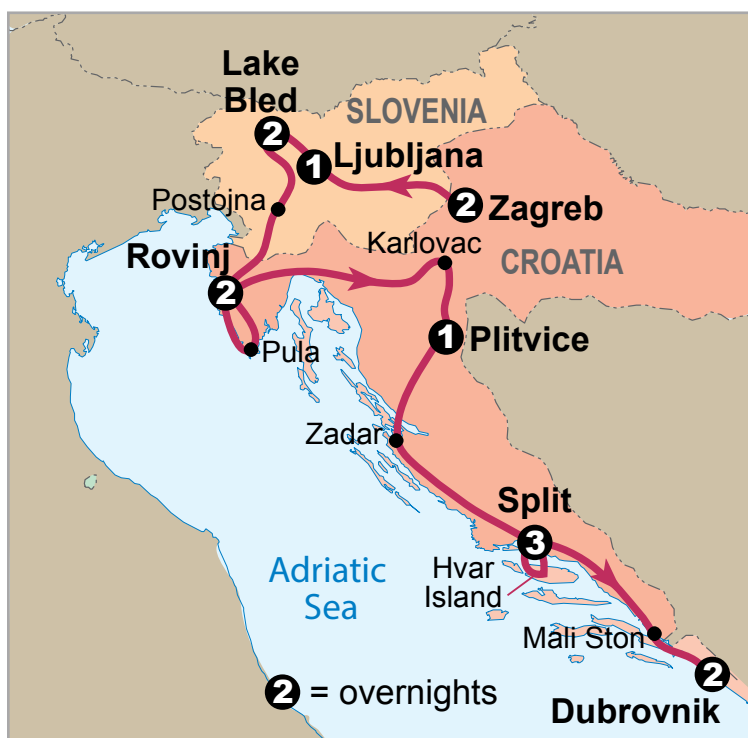 Lake
Bled
2
SLOVENIA
1 Ljubljana
Postojna
2 Zagreb
Karlovac
Rovinj
2
CROATIA
1 Plitvice
Pula
Zadar
Split
3
Hvar
Island
Adriatic
Sea
Mali Ston
2
2 = overnights
Dubrovnik